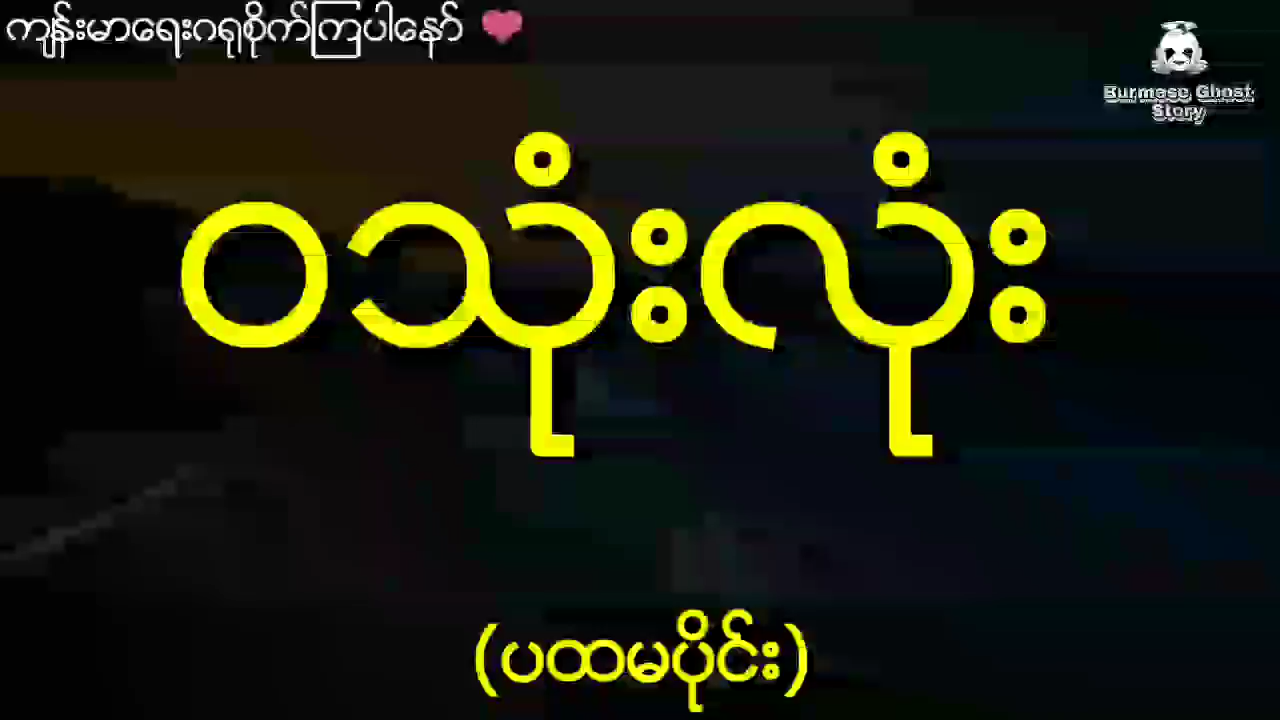 ကျန်းမာရေးဂရုစိုက်ကြပါနော် ❤
Burmese Ghost
Story
ဝသုံးလုံး
(ပထမပိုင်း)